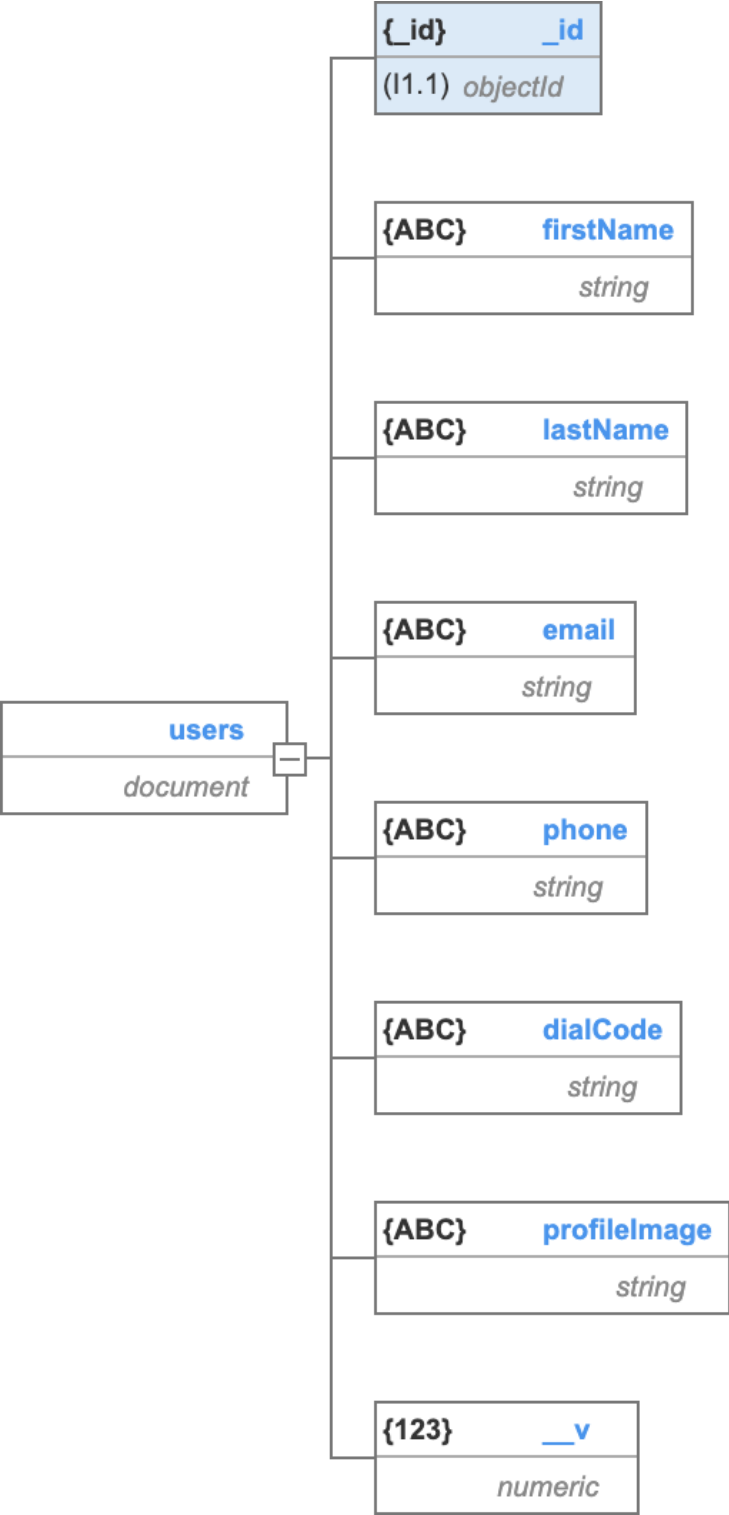 {_id} _id
(I1.1) objectId
{ABC} firstName
string
{ABC} lastName
string
{ABC} email
string
users
document
{ABC} phone
string
{ABC} dialCode
string
{ABC} profileImage
string
{123} __v
numeric